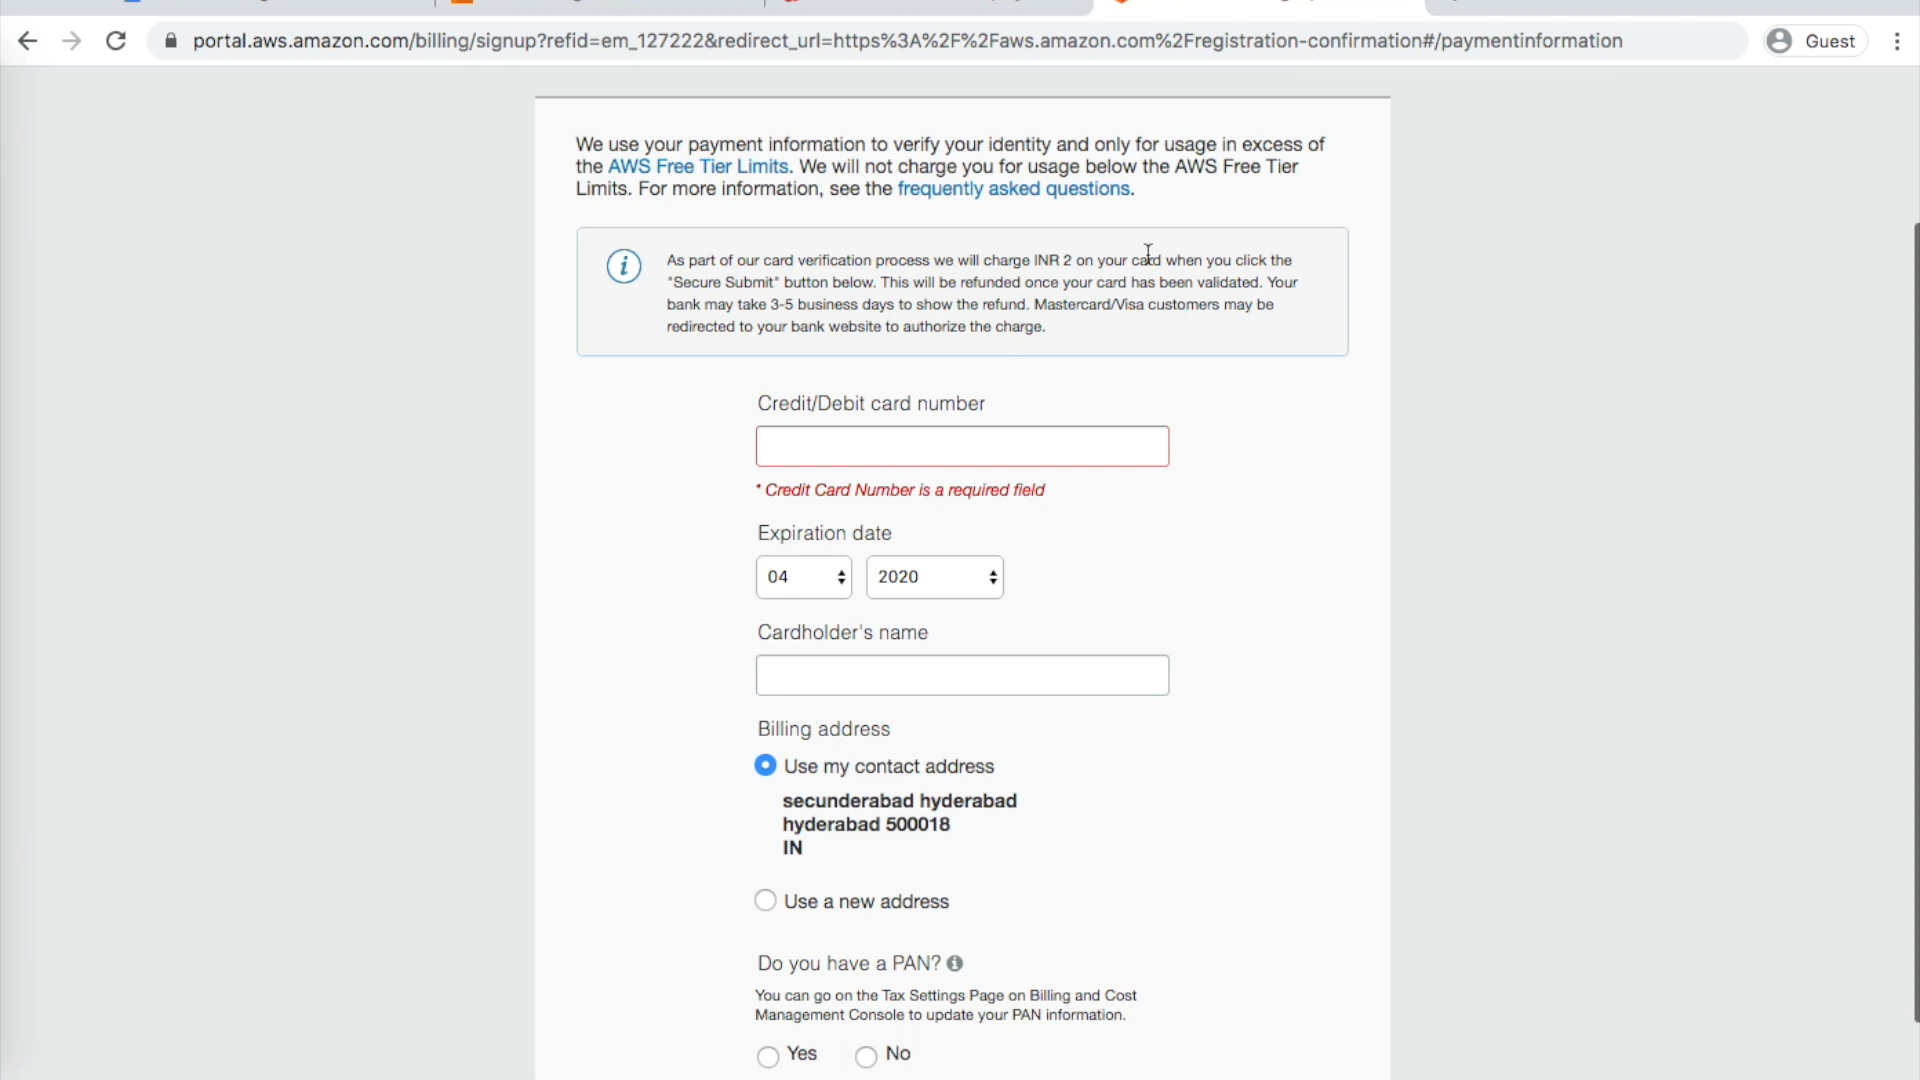 portal.aws.amazon.com/billing/signup?refid=em_127222&redirect_url=https%3A%2F%2Faws.amazon.com%2Fregistration-confirmation#/paymentinformation
Guest
We use your payment information to verify your identity and only for usage in excess of
the AWS Free Tier Limits. We will not charge you for usage below the AWS Free Tier
Limits. For more information, see the frequently asked questions.
As part of our card verification process we will charge INR 2 on your card when you click the
"Secure Submit" button below. This will be refunded once your card has been validated. Your
bank may take 3-5 business days to show the refund. Mastercard/Visa customers may be
redirected to your bank website to authorize the charge.
Credit/Debit card number
* Credit Card Number is a required field
Expiration date
04 2020
Cardholder's name
Billing address
Use my contact address
secunderabad hyderabad
hyderabad 500018
IN
Use a new address
Do you have a PAN?
You can go on the Tax Settings Page on Billing and Cost
Management Console to update your PAN information.
Yes No